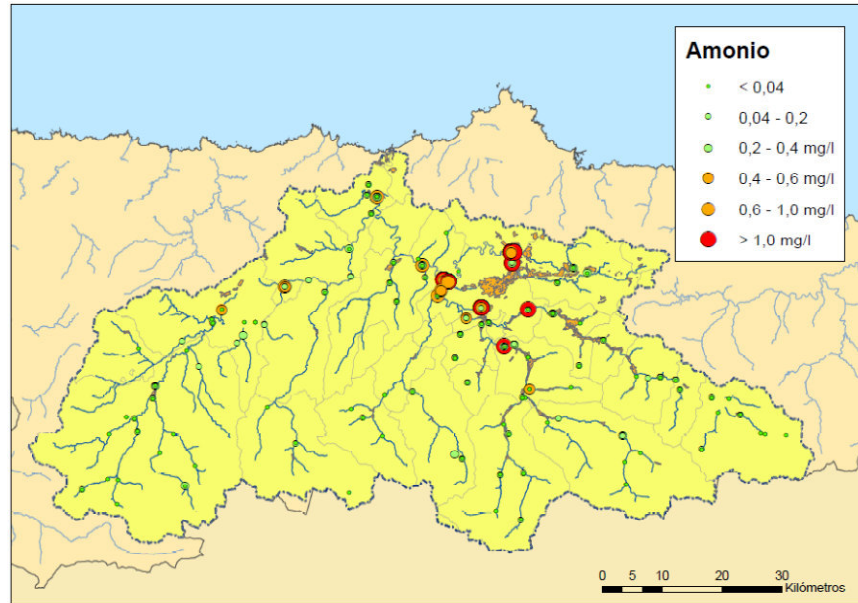 Amonio
< 0,04
0,04 - 0,2
0,2 - 0,4 mg/l
0,4 - 0,6 mg/l
0,6 - 1,0 mg/l
> 1,0 mg/l
0 5 10 20 30
Kilómetros